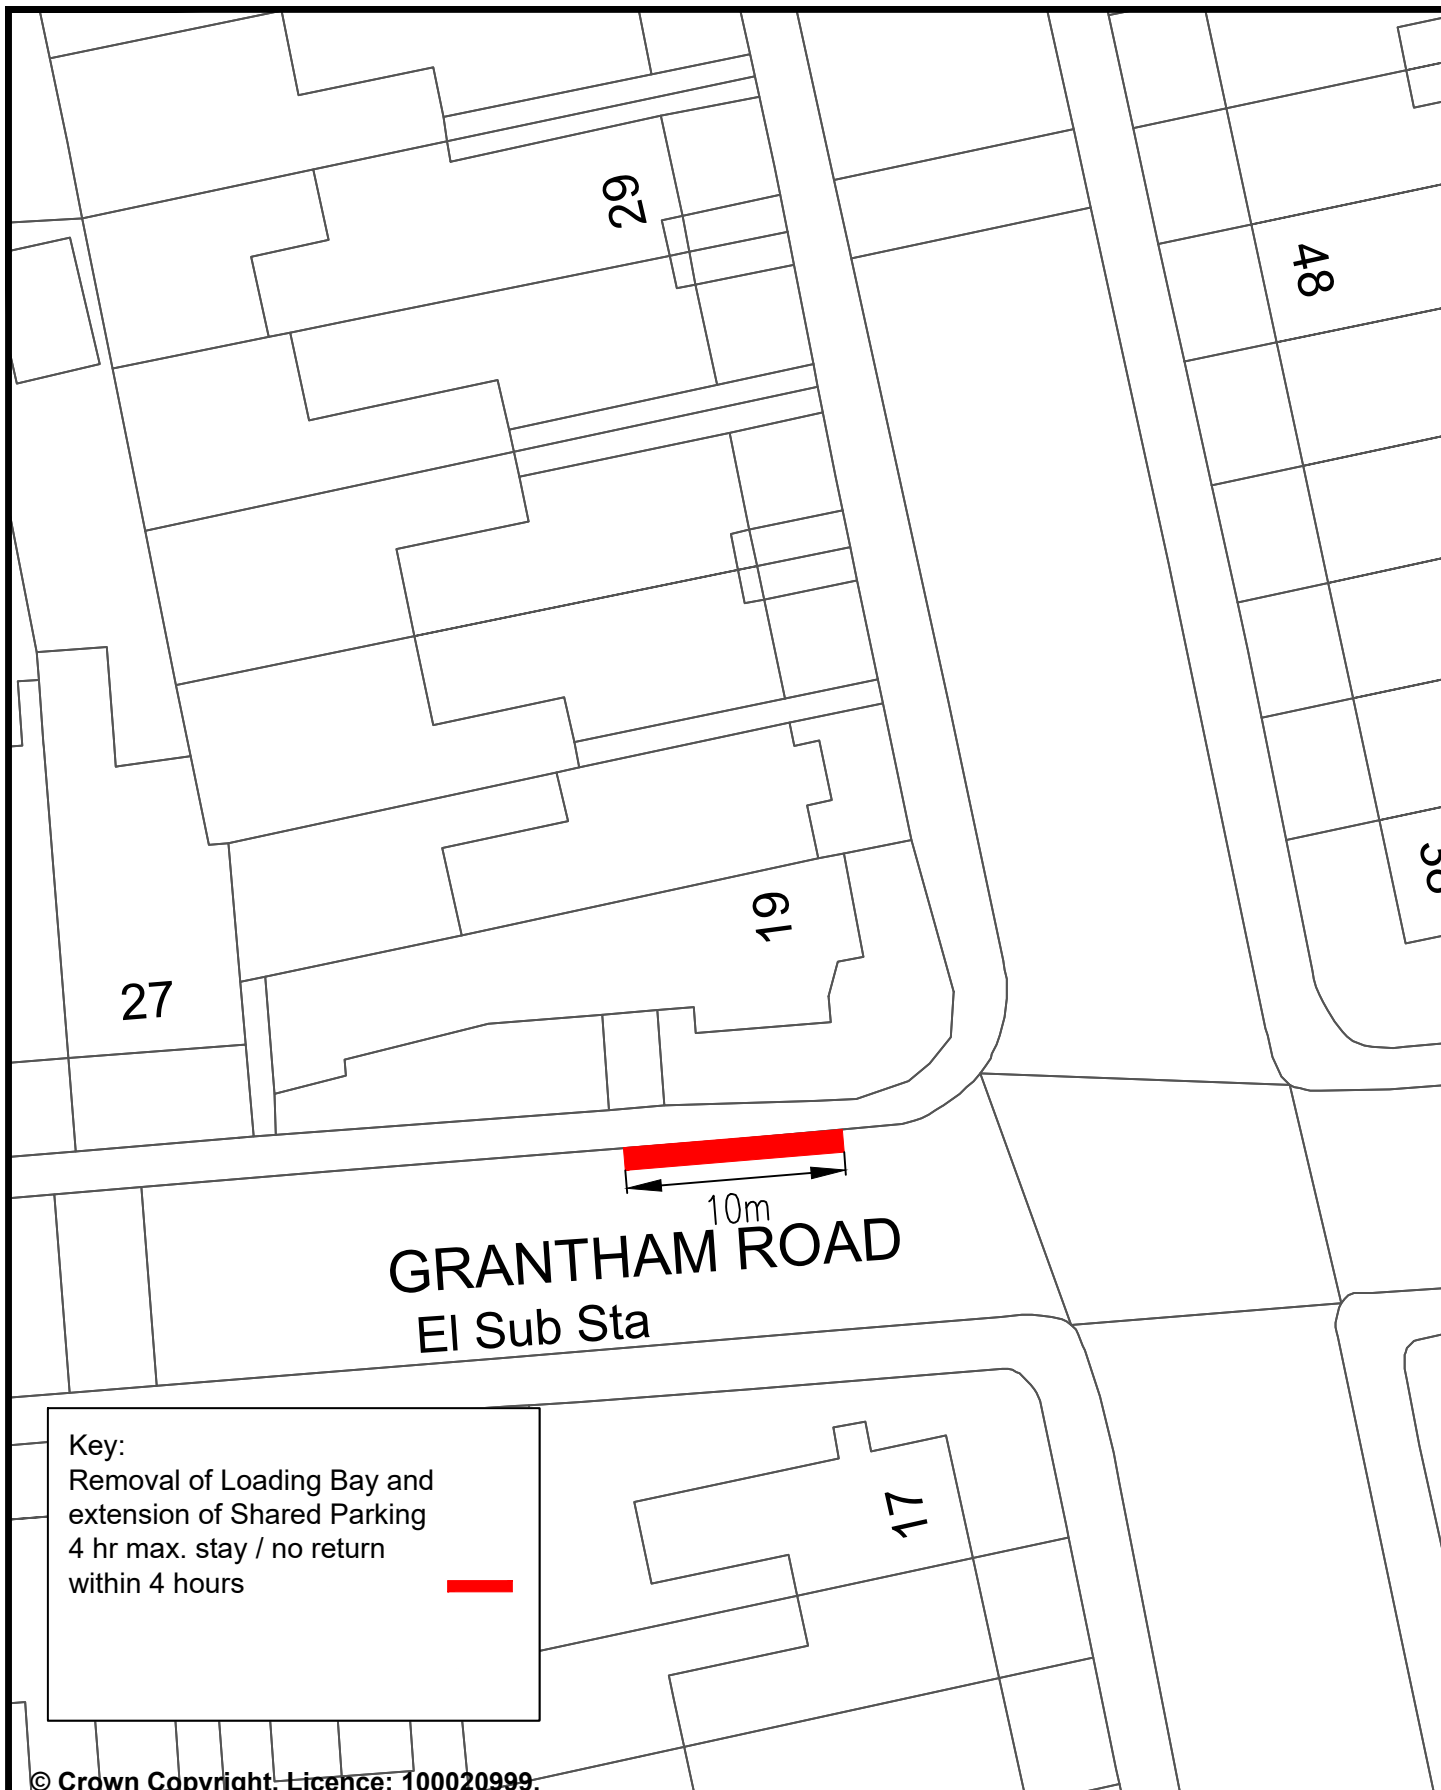 29
48
19
27
10m
GRANTHAM ROAD
El Sub Sta
Key:
Removal of Loading Bay and
extension of Shared Parking
4 hr max. stay / no return
within 4 hours
17
© Crown Copyright. Licence: 100020999.